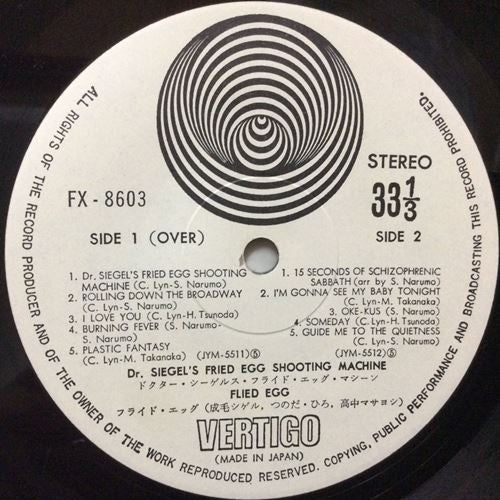 ALL RIGHTS OF THE RECORD PRODUCER AND OF THE OWNER OF THE WORK REPRODUCED RESERVED. COPYING, PUBLIC PERFORMANCE AND BROADCASTING THIS RECORD PROHIBITED.
STEREO
FX - 8603
33 1/3
SIDE 1 (OVER)
SIDE 2
1. Dr. SIEGEL'S FRIED EGG SHOOTING
MACHINE (C. Lyn-S. Narumo)
2. ROLLING DOWN THE BROADWAY
(C. Lyn-S. Narumo)
3. I LOVE YOU (C. Lyn-H. Tsunoda)
4. BURNING FEVER (S. Narumo-
S. Narumo)
5. PLASTIC FANTASY
(C. Lyn-M. Takanaka)
(JYM-5511)Ⓢ
1. 15 SECONDS OF SCHIZOPHRENIC
SABBATH (arr by S. Narumo)
2. I'M GONNA SEE MY BABY TONIGHT
(C. Lyn-M. Takanaka)
3. OKE-KUS (S. Narumo)
4. SOMEDAY (C. Lyn-H. Tsunoda)
5. GUIDE ME TO THE QUIETNESS
(C. Lyn-S. Narumo)
(JYM-5512)Ⓢ
Dr. SIEGEL'S FRIED EGG SHOOTING MACHINE
ドクター・シーゲルス・フライド・エッグ・マシーン
FLIED EGG
フライド・エッグ (成毛シゲル, つのだ・ひろ, 高中マサヨシ)
VERTIGO
(MADE IN JAPAN)